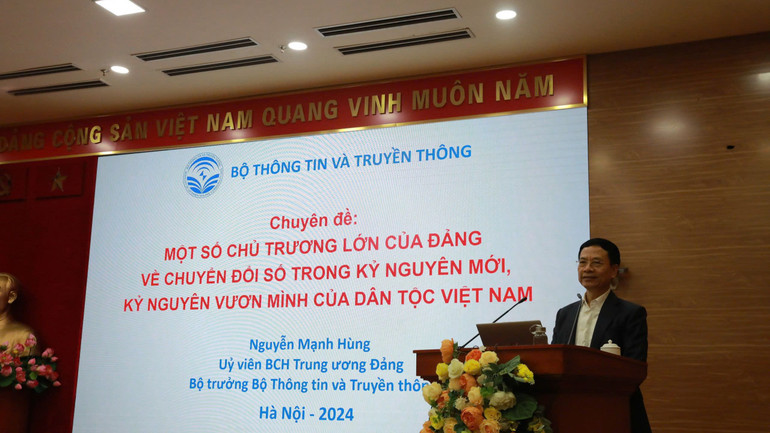 ĐẢNG CỘNG SẢN VIỆT NAM QUANG VINH MUÔN NĂM
BỘ THÔNG TIN VÀ TRUYỀN THÔNG
Chuyên đề:
MỘT SỐ CHỦ TRƯƠNG LỚN CỦA ĐẢNG
VỀ CHUYỂN ĐỔI SỐ TRONG KỶ NGUYÊN MỚI,
KỶ NGUYÊN VƯƠN MÌNH CỦA DÂN TỘC VIỆT NAM
Nguyễn Mạnh Hùng
Uỷ viên BCH Trung ương Đảng
Bộ trưởng Bộ Thông tin và Truyền thôn
Hà Nội - 2024